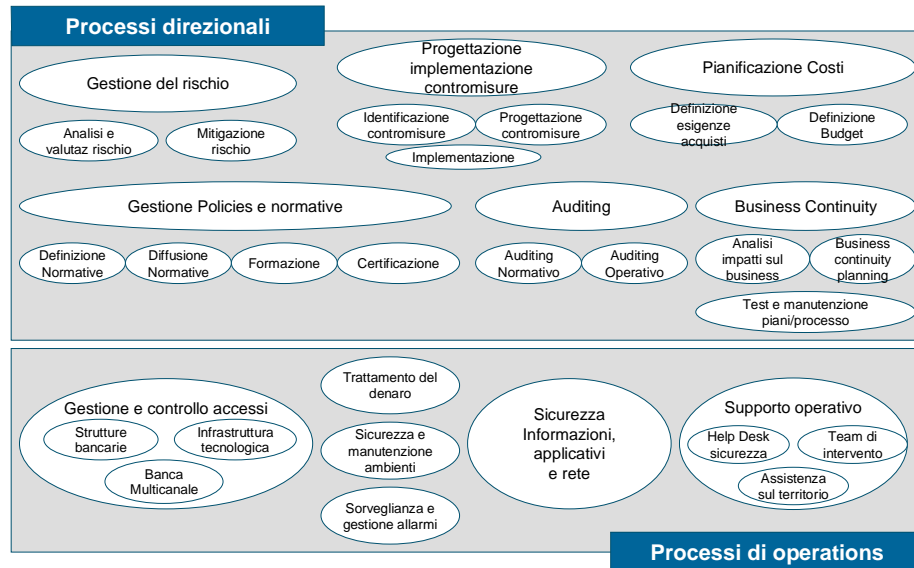 Processi direzionali
Gestione del rischio
Analisi e
valutaz rischio
Mitigazione
rischio
Progettazione
implementazione
contromisure
Identificazione
contromisure
Progettazione
contromisure
Implementazione
Pianificazione Costi
Definizione
esigenze
acquisti
Definizione
Budget
Gestione Policies e normative
Definizione
Normative
Diffusione
Normative
Formazione
Certificazione
Auditing
Auditing
Normativo
Auditing
Operativo
Business Continuity
Analisi
impatti sul
business
Business
continuity
planning
Test e manutenzione
piani/processo
Gestione e controllo accessi
Strutture
bancarie
Infrastruttura
tecnologica
Banca
Multicanale
Trattamento del
denaro
Sicurezza e
manutenzione
ambienti
Sorveglianza e
gestione allarmi
Sicurezza
Informazioni,
applicativi
e rete
Supporto operativo
Help Desk
sicurezza
Team di
intervento
Assistenza
sul territorio
Processi di operations